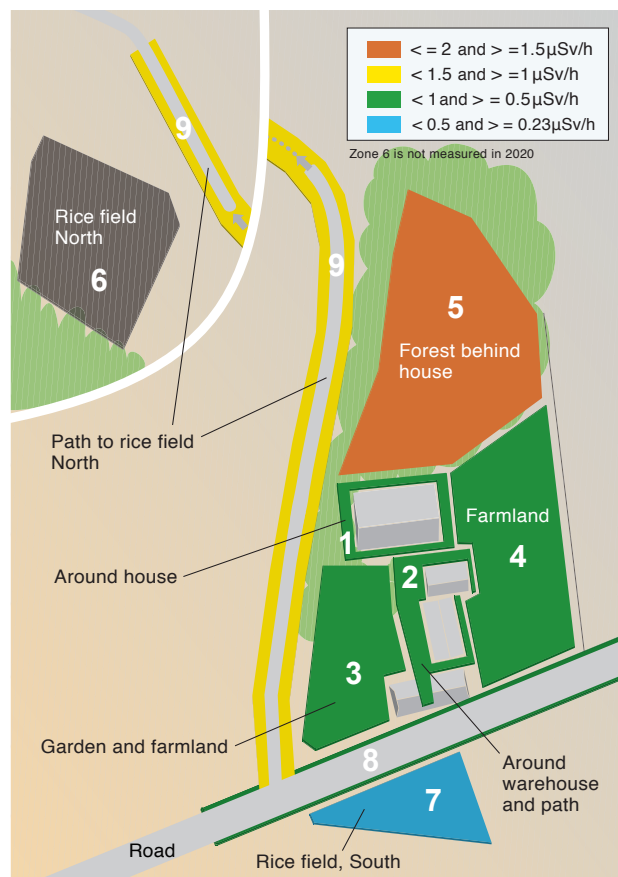 < = 2 and > =1.5µSv/h
< 1.5 and > =1µSv/h
< 1 and > = 0.5µSv/h
< 0.5 and > = 0.23µSv/h
Zone 6 is not measured in 2020
9
Rice field
North
6
9
5
Forest behind
house
Path to rice field
North
Farmland
4
1
2
Around house
3
Garden and farmland
8
Around
warehouse
and path
7
Road
Rice field, South